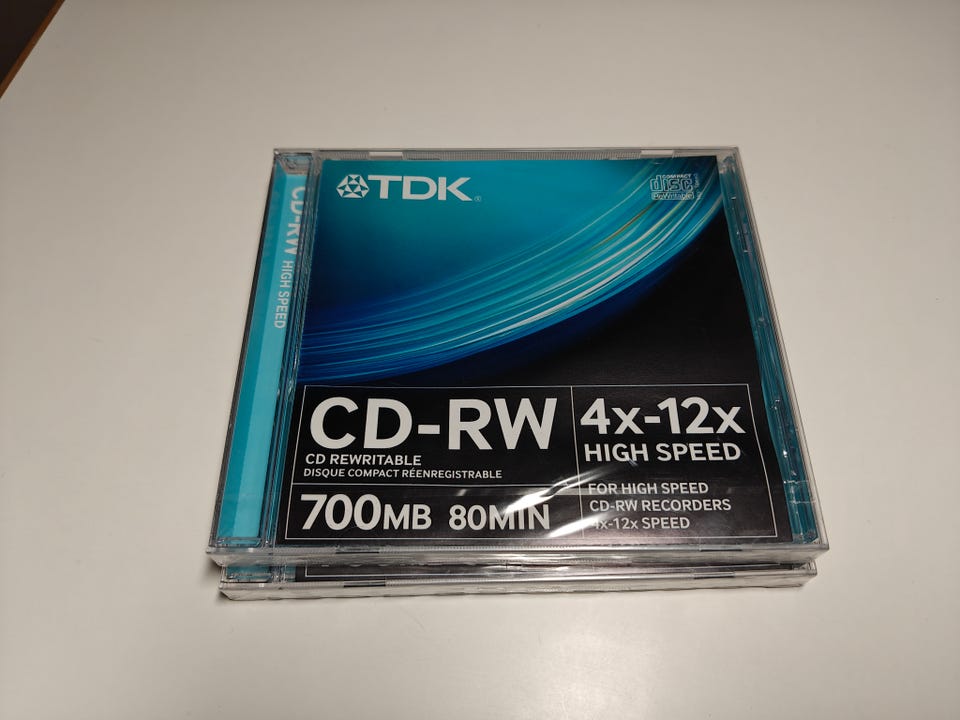 TDK®
COMPACT
disc
ReWritable
CD-RW HIGH SPEED
CD-RW
CD REWRITABLE
DISQUE COMPACT RÉENREGISTRABLE
700MB 80MIN
4x-12x
HIGH SPEED
FOR HIGH SPEED
CD-RW RECORDERS
4x-12x SPEED